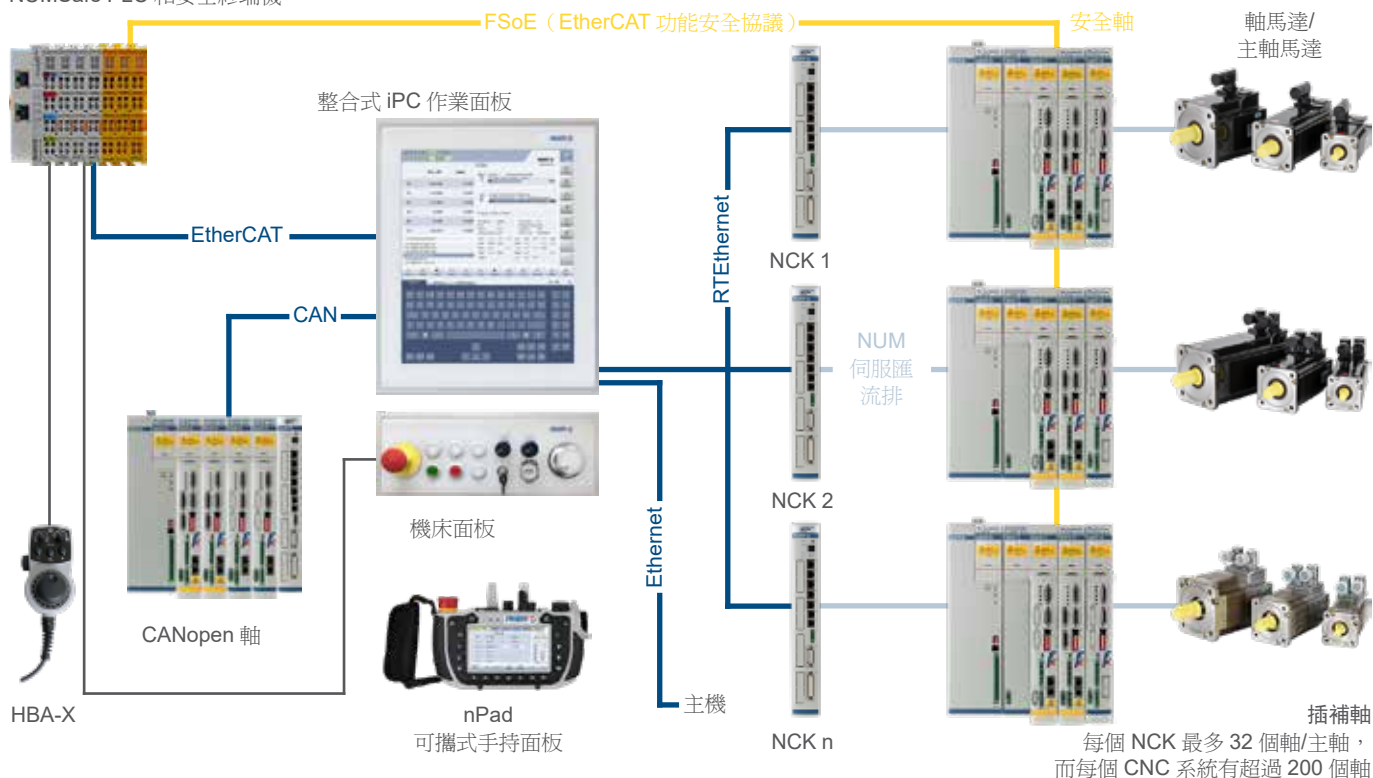 FSoE（EtherCAT 功能安全協議）
安全軸
軸馬達/
主軸馬達
整合式 iPC 作業面板
EtherCAT
CAN
RTEthernet
NCK 1
NUM
伺服匯
流排
NCK 2
機床面板
Ethernet
CANopen 軸
HBA-X
nPad
可攜式手持面板
主機
NCK n
插補軸
每個 NCK 最多 32 個軸/主軸，
而每個 CNC 系統有超過 200 個軸